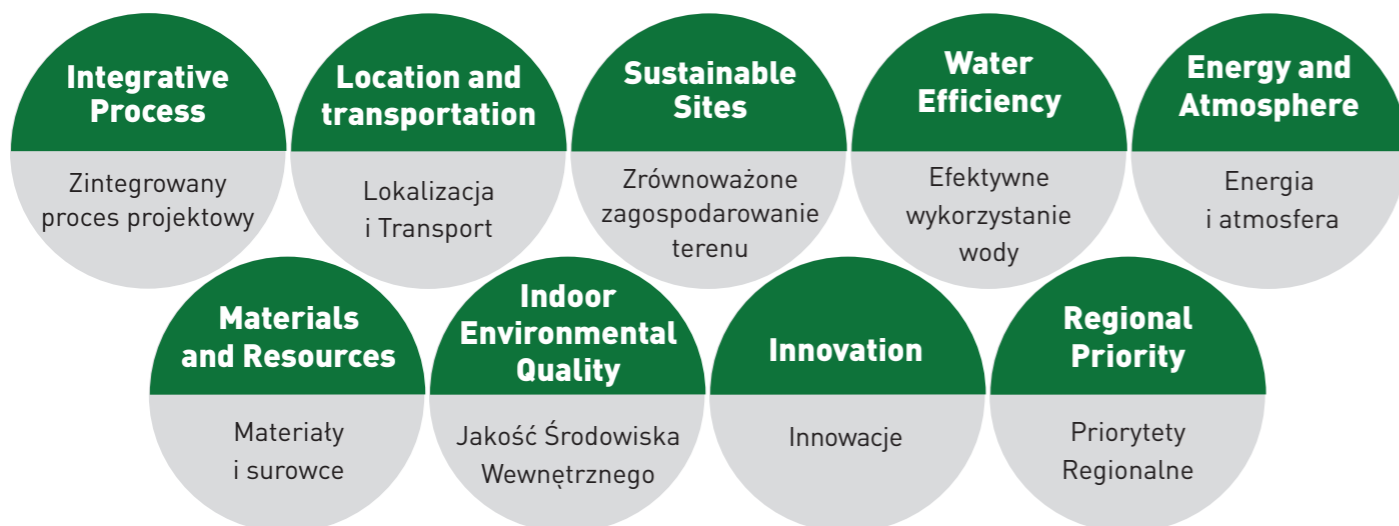 Integrative
Process
Zintegrowany
proces projektowy
Location and
transportation
Lokalizacja
i Transport
Sustainable
Sites
Zrównoważone
zagospodarowanie
terenu
Water
Efficiency
Efektywne
wykorzystanie
wody
Energy and
Atmosphere
Energia
i atmosfera
Materials
and Resources
Materiały
i surowce
Indoor
Environmental
Quality
Jakość Środowiska
Wewnętrznego
Innovation
Innowacje
Regional
Priority
Priorytety
Regionalne